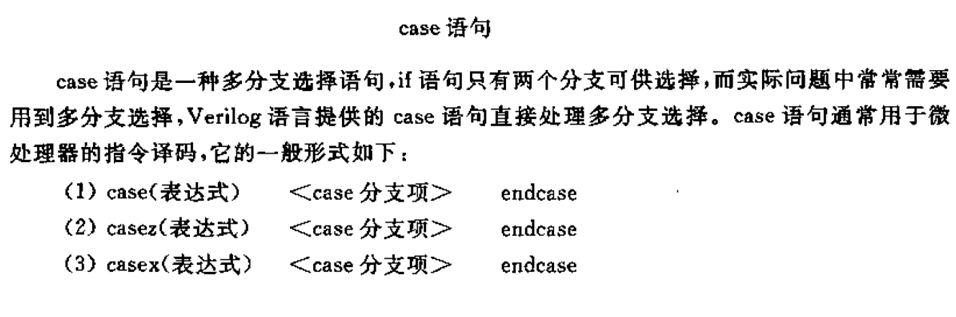 case 语句
case 语句是一种多分支选择语句,if 语句只有两个分支可供选择,而实际问题中常常需要
用到多分支选择,Verilog 语言提供的 case 语句直接处理多分支选择。case 语句通常用于微
处理器的指令译码,它的一般形式如下:
(1) case(表达式) <case 分支项> endcase
(2) casez(表达式) <case 分支项> endcase
(3) casex(表达式) <case 分支项> endcase